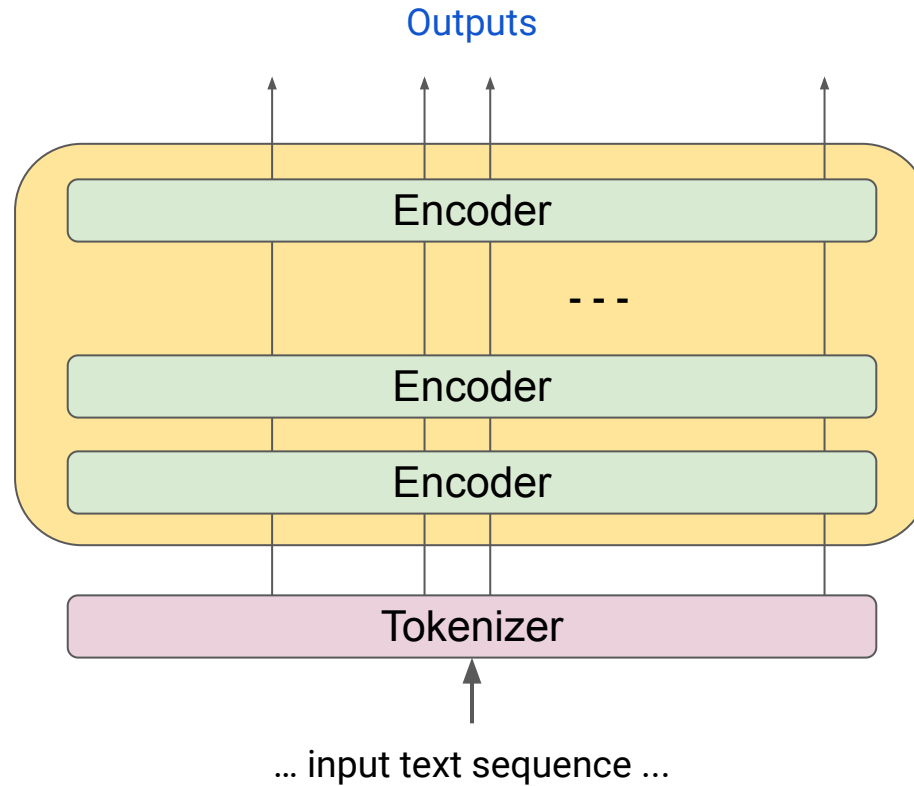 Outputs
Encoder
- - -
Encoder
Encoder
Tokenizer
… input text sequence ...